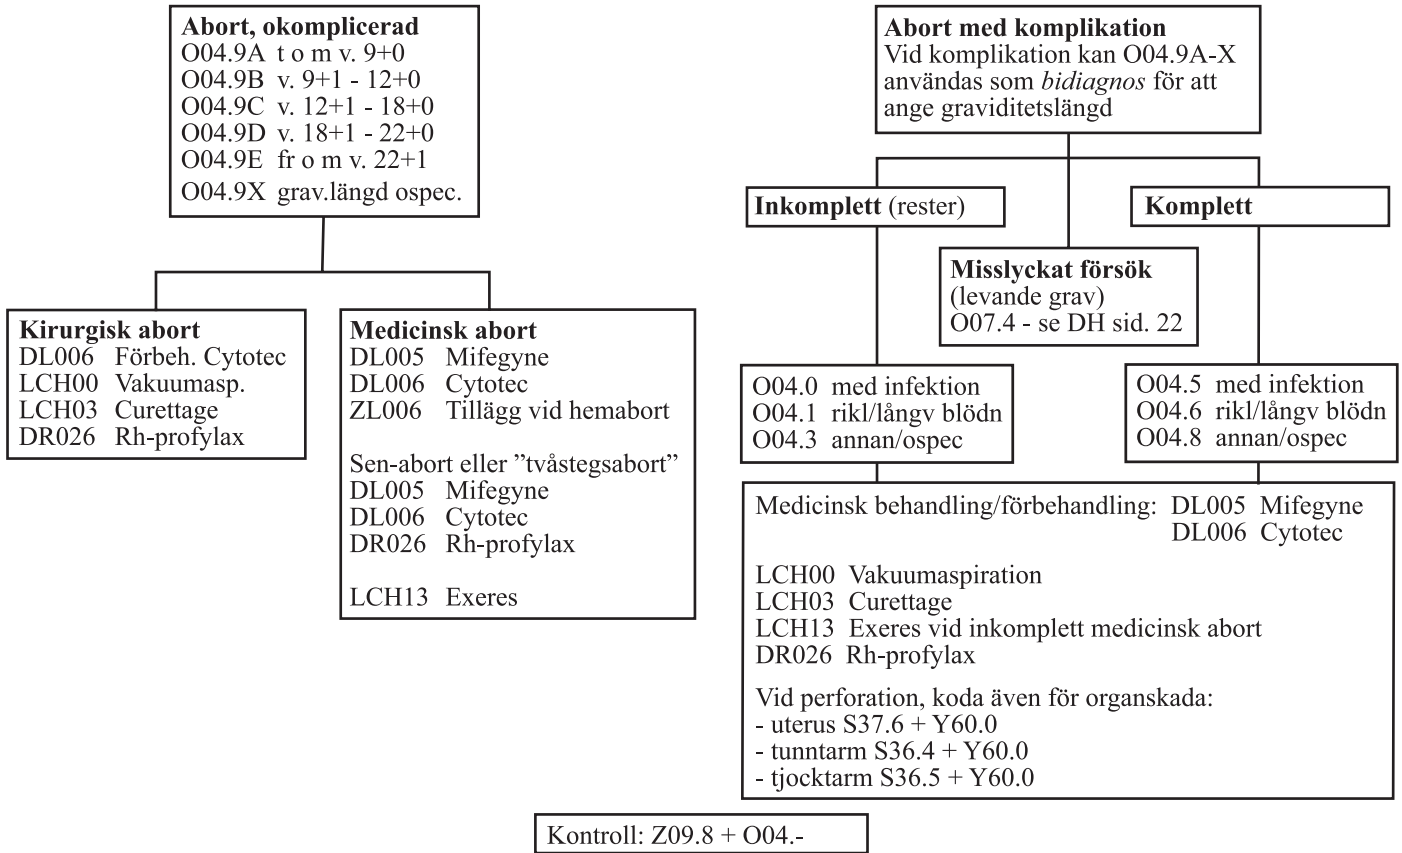 Abort, okomplicerad
O04.9A t o m v. 9+0
O04.9B v. 9+1 - 12+0
O04.9C v. 12+1 - 18+0
O04.9D v. 18+1 - 22+0
O04.9E fr o m v. 22+1
O04.9X grav.längd ospec.
Kirurgisk abort
DL006 Förbeh. Cytotec
LCH00 Vakuumasp.
LCH03 Curettage
DR026 Rh-profylax
Medicinsk abort
DL005 Mifegyne
DL006 Cytotec
ZL006 Tillägg vid hemabort
Sen-abort eller ”tvåstegsabort”
DL005 Mifegyne
DL006 Cytotec
DR026 Rh-profylax
LCH13 Exeres
Abort med komplikation
Vid komplikation kan O04.9A-X
användas som bidiagnos för att
ange graviditetslängd
Inkomplett (rester)
Komplett
Misslyckat försök
(levande grav)
O07.4 - se DH sid. 22
O04.0 med infektion
O04.1 rikl/långv blödn
O04.3 annan/ospec
O04.5 med infektion
O04.6 rikl/långv blödn
O04.8 annan/ospec
Medicinsk behandling/förbehandling: DL005 Mifegyne
DL006 Cytotec
LCH00 Vakuumaspiration
LCH03 Curettage
LCH13 Exeres vid inkomplett medicinsk abort
DR026 Rh-profylax
Vid perforation, koda även för organskada:
- uterus S37.6 + Y60.0
- tunntarm S36.4 + Y60.0
- tjocktarm S36.5 + Y60.0
Kontroll: Z09.8 + O04.-